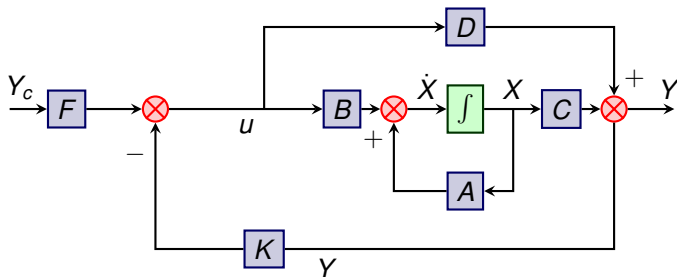 D
Y_c F B Ẋ ∫ X C + Y
u +
− A
K
Y